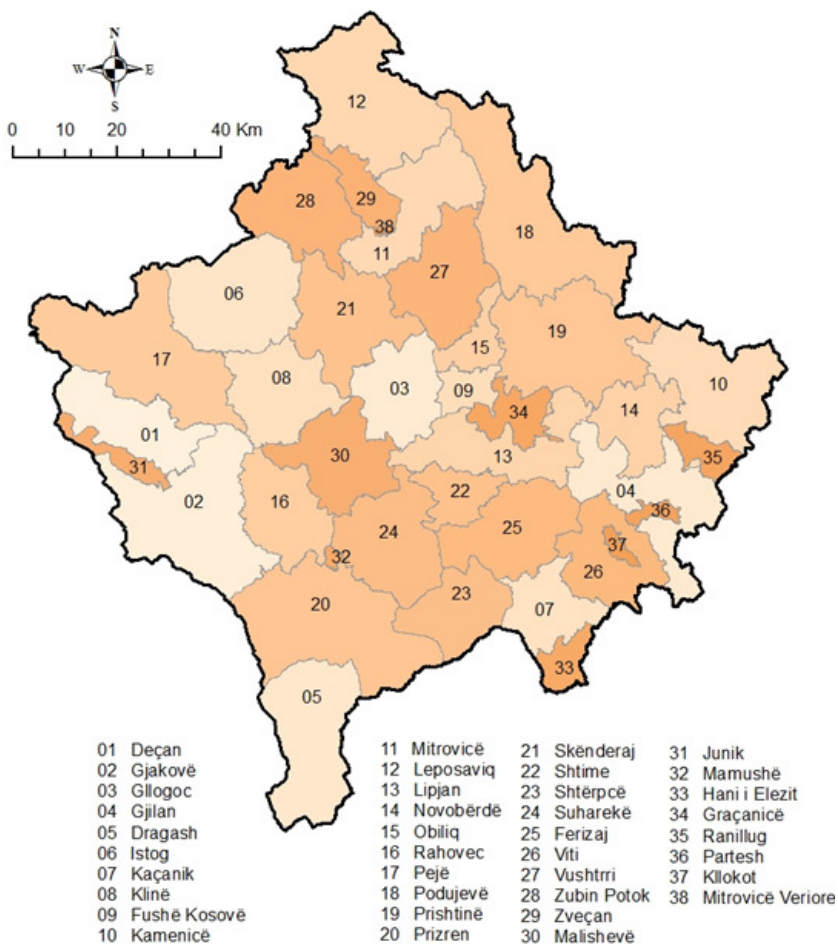 N
W E
S
0 10 20 40 Km
12
28
29
38
11
18
27
06
21
19
15
17
08
03
09
10
14
34
01
13
30
35
31
04
02
16
22
36
24
25
37
32
26
20
23
07
33
05
01 Deçan
02 Gjakovë
03 Gllogoc
04 Gjilan
05 Dragash
06 Istog
07 Kaçanik
08 Klinë
09 Fushë Kosovë
10 Kamenicë
11 Mitrovicë
12 Leposaviq
13 Lipjan
14 Novobërdë
15 Obiliq
16 Rahovec
17 Pejë
18 Podujevë
19 Prishtinë
20 Prizren
21 Skënderaj
22 Shtime
23 Shtërpcë
24 Suharekë
25 Ferizaj
26 Viti
27 Vushtrri
28 Zubin Potok
29 Zveçan
30 Malishevë
31 Junik
32 Mamushë
33 Hani i Elezit
34 Graçanicë
35 Ranillug
36 Partesh
37 Kllokot
38 Mitrovicë Veriore